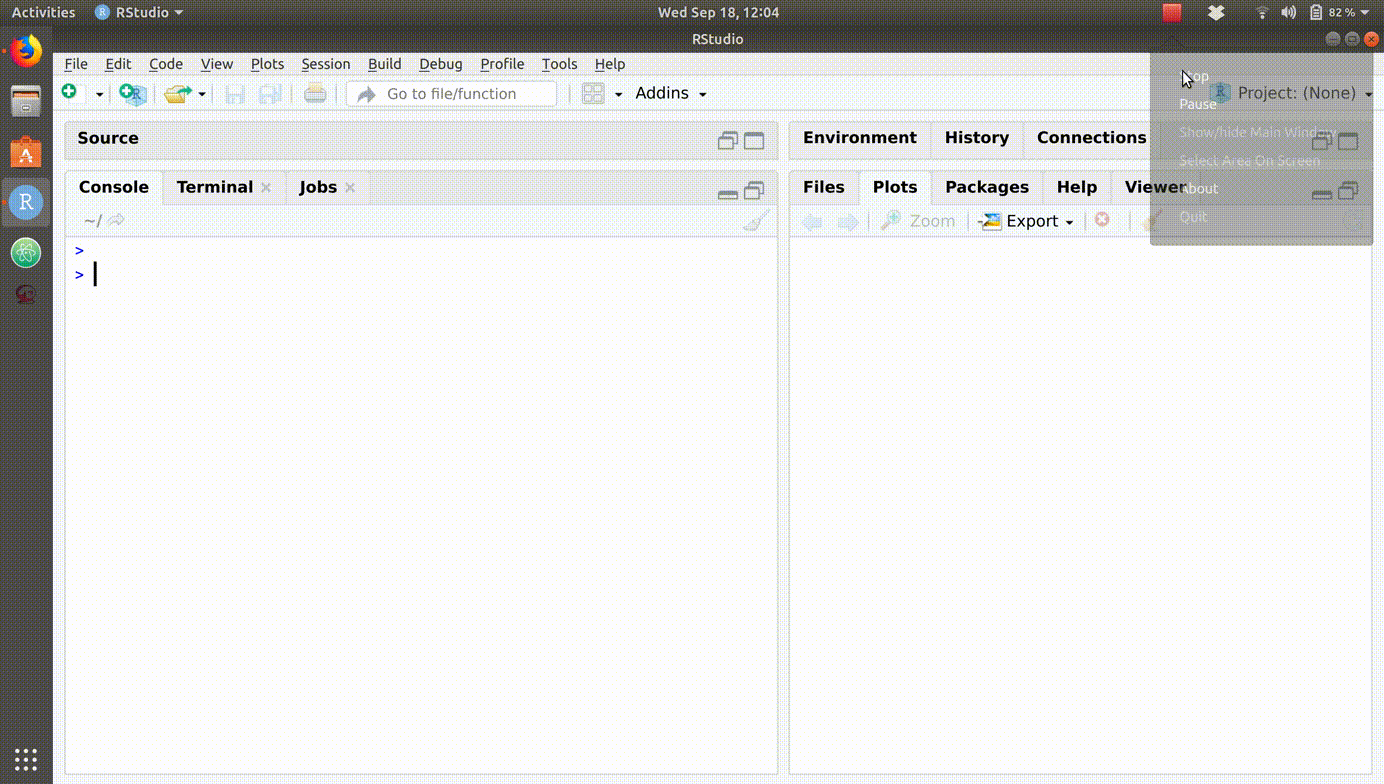 Activities RStudio Wed Sep 18, 12:04 82 %
RStudio
File Edit Code View Plots Session Build Debug Profile Tools Help
Go to file/function Addins R Project: (None)
Stop
Pause
Show/hide Main Window
Select Area On Screen
About
Quit
Source
Environment History Connections
Console Terminal Jobs
Files Plots Packages Help Viewer
~/
Zoom Export
>
>